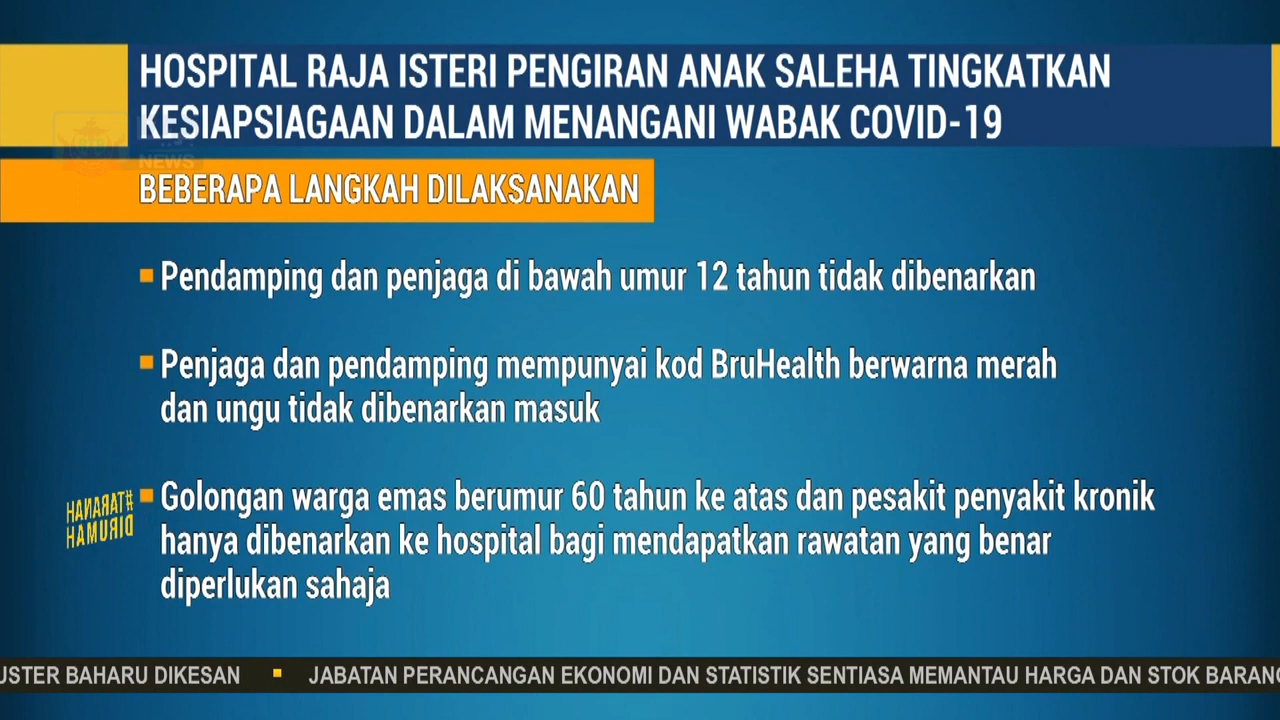 HOSPITAL RAJA ISTERI PENGIRAN ANAK SALEHA TINGKATKAN
KESIAPSIAGAAN DALAM MENANGANI WABAK COVID-19
NEWS
BEBERAPA LANGKAH DILAKSANAKAN
Pendamping dan penjaga di bawah umur 12 tahun tidak dibenarkan
Penjaga dan pendamping mempunyai kod BruHealth berwarna merah
dan ungu tidak dibenarkan masuk
#TARANAH
DIRUMAH
Golongan warga emas berumur 60 tahun ke atas dan pesakit penyakit kronik
hanya dibenarkan ke hospital bagi mendapatkan rawatan yang benar
diperlukan sahaja
USTER BAHARU DIKESAN ▪ JABATAN PERANCANGAN EKONOMI DAN STATISTIK SENTIASA MEMANTAU HARGA DAN STOK BARANG